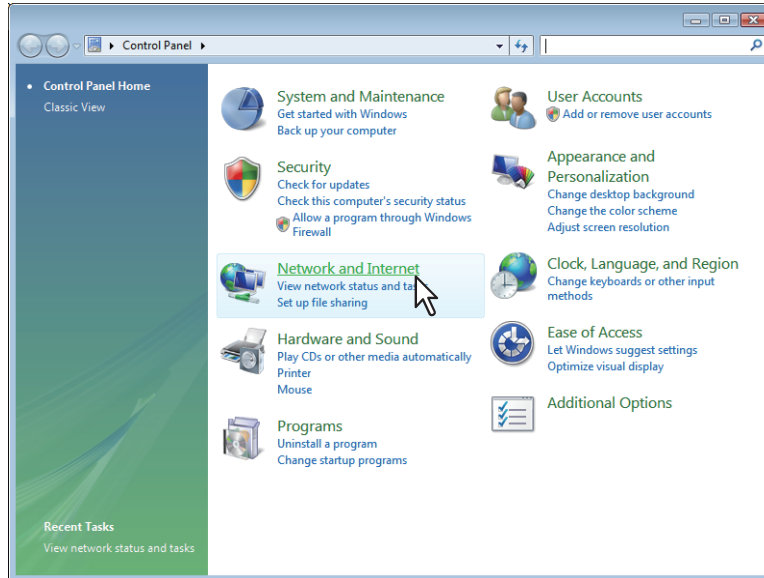 Control Panel
Control Panel Home
Classic View
System and Maintenance
Get started with Windows
Back up your computer
Security
Check for updates
Check this computer's security status
Allow a program through Windows
Firewall
Network and Internet
View network status and
Set up file sharing
Hardware and Sound
Play CDs or other media automatically
Printer
Mouse
Programs
Uninstall a program
Change startup programs
User Accounts
Add or remove user accounts
Appearance and
Personalization
Change desktop background
Change the color scheme
Adjust screen resolution
Clock, Language, and Region
Change keyboards or other input
methods
Ease of Access
Let Windows suggest settings
Optimize visual display
Additional Options
Recent Tasks
View network status and tasks